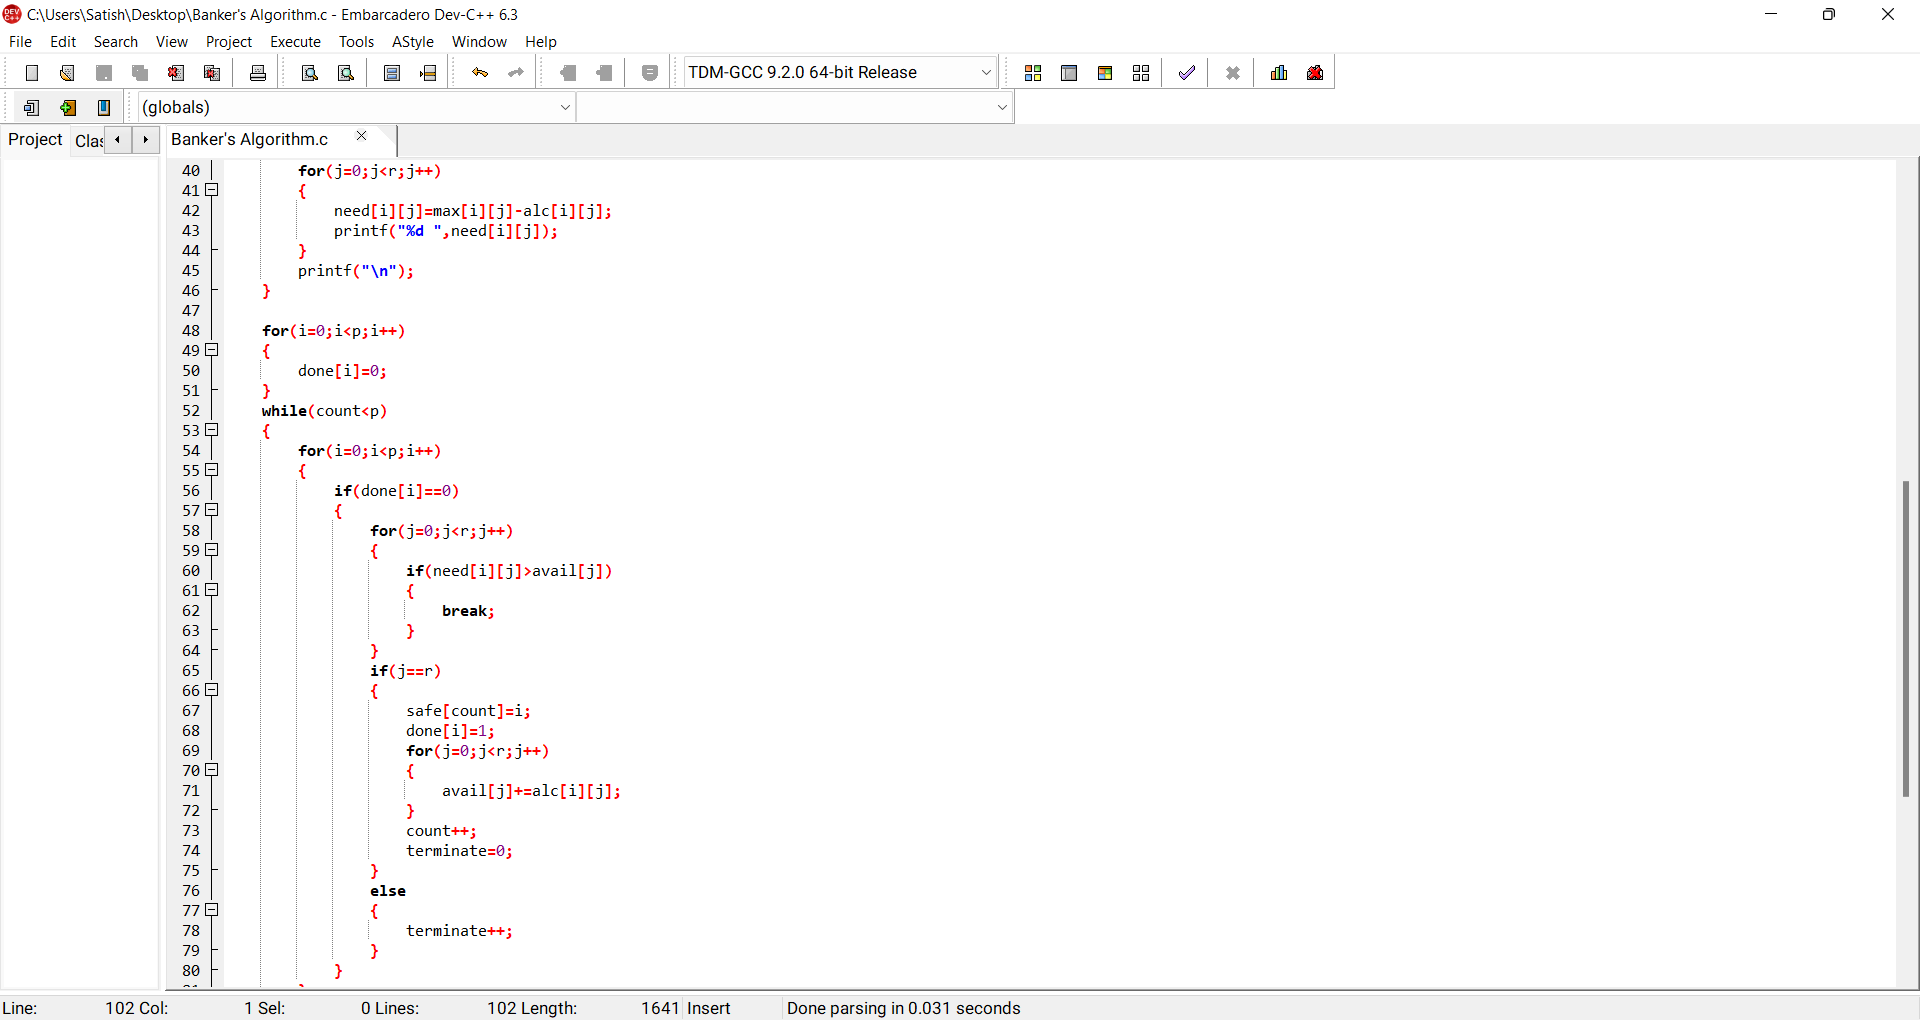 C:\Users\Satish\Desktop\Banker's Algorithm.c - Embarcadero Dev-C++ 6.3
File Edit Search View Project Execute Tools AStyle Window Help
TDM-GCC 9.2.0 64-bit Release
(globals)
Project Clas Banker's Algorithm.c
40 for(j=0;j<r;j++)
41 {
42 need[i][j]=max[i][j]-alc[i][j];
43 printf("%d ",need[i][j]);
44 }
45 printf("\n");
46 }
47
48 for(i=0;i<p;i++)
49 {
50 done[i]=0;
51 }
52 while(count<p)
53 {
54 for(i=0;i<p;i++)
55 {
56 if(done[i]==0)
57 {
58 for(j=0;j<r;j++)
59 {
60 if(need[i][j]>avail[j])
61 {
62 break;
63 }
64 }
65 if(j==r)
66 {
67 safe[count]=i;
68 done[i]=1;
69 for(j=0;j<r;j++)
70 {
71 avail[j]+=alc[i][j];
72 }
73 count++;
74 terminate=0;
75 }
76 else
77 {
78 terminate++;
79 }
80 }
Line: 102 Col: 1 Sel: 0 Lines: 102 Length: 1641 Insert Done parsing in 0.031 seconds